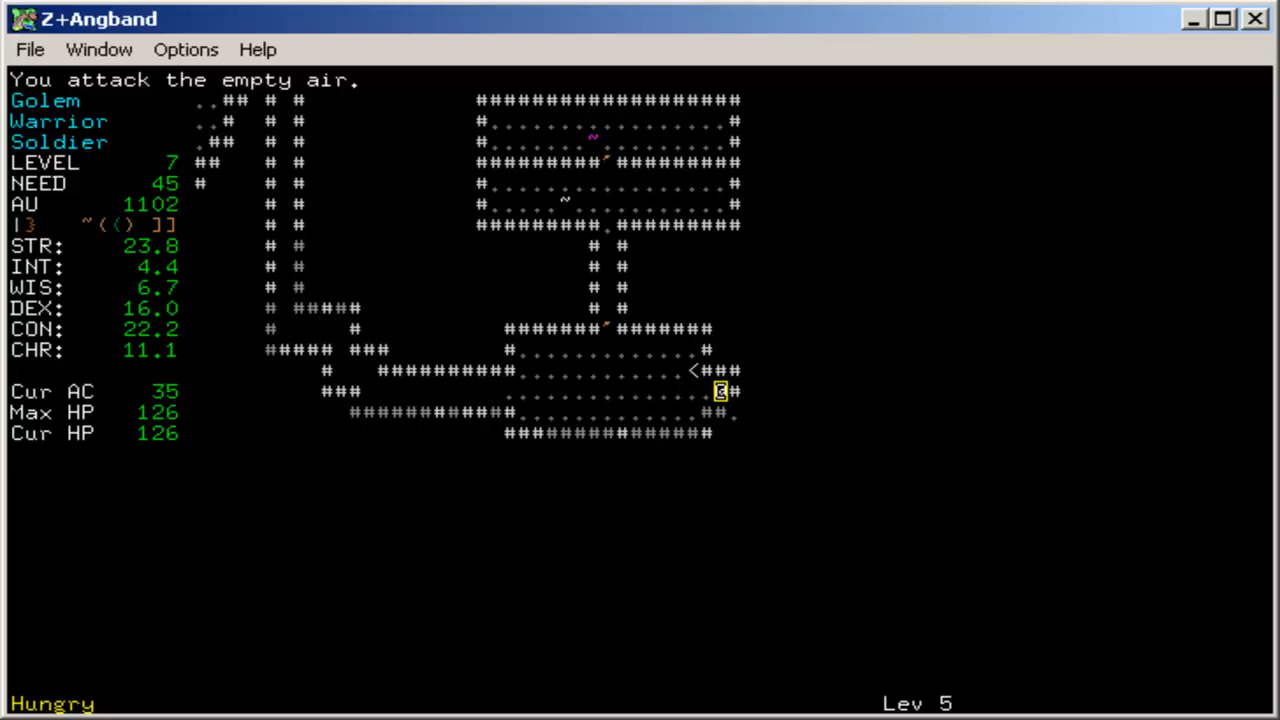 Z+Angband
File Window Options Help
You attack the empty air.
Golem
Warrior
Soldier
LEVEL 7
NEED 45
AU 1102
|} ~(() ]]
STR: 23.8
INT: 4.4
WIS: 6.7
DEX: 16.0
CON: 22.2
CHR: 11.1
Cur AC 35
Max HP 126
Cur HP 126
Hungry Lev 5